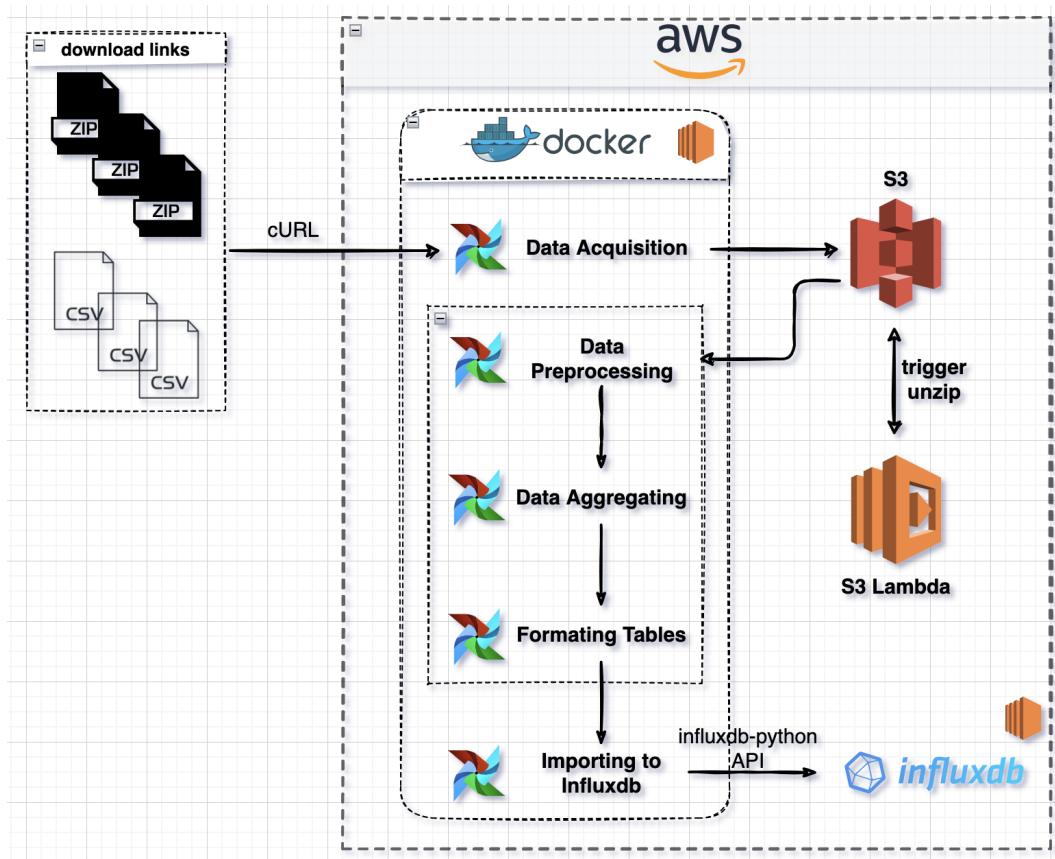 download links
aws
ZIP
ZIP
ZIP
docker
S3
cURL
Data Acquisition
CSV
CSV
CSV
Data
Preprocessing
trigger
unzip
Data Aggregating
S3 Lambda
Formating Tables
influxdb-python
API
Importing to
Influxdb
influxdb